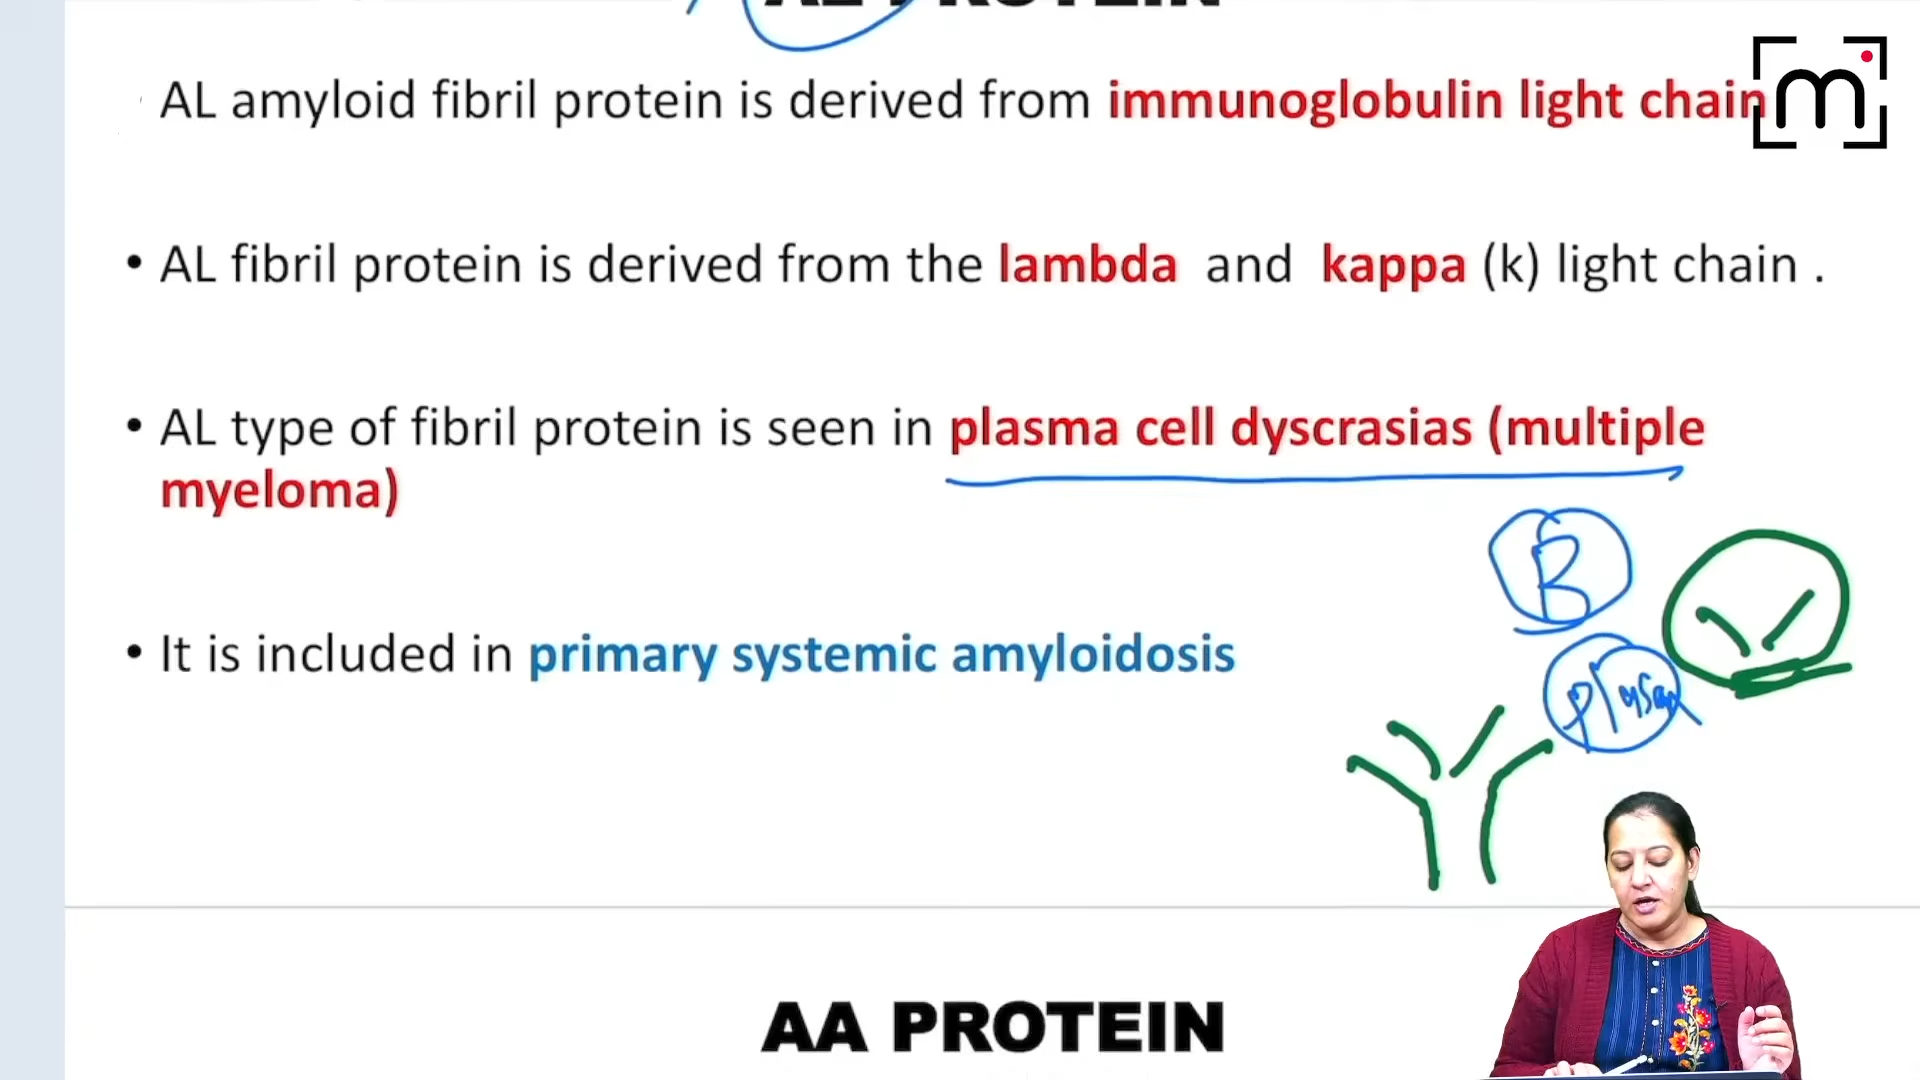 AL PROTEIN
AL amyloid fibril protein is derived from immunoglobulin light chain
m
• AL fibril protein is derived from the lambda and kappa (k) light chain .
• AL type of fibril protein is seen in plasma cell dyscrasias (multiple
myeloma)
B
• It is included in primary systemic amyloidosis
AA PROTEIN